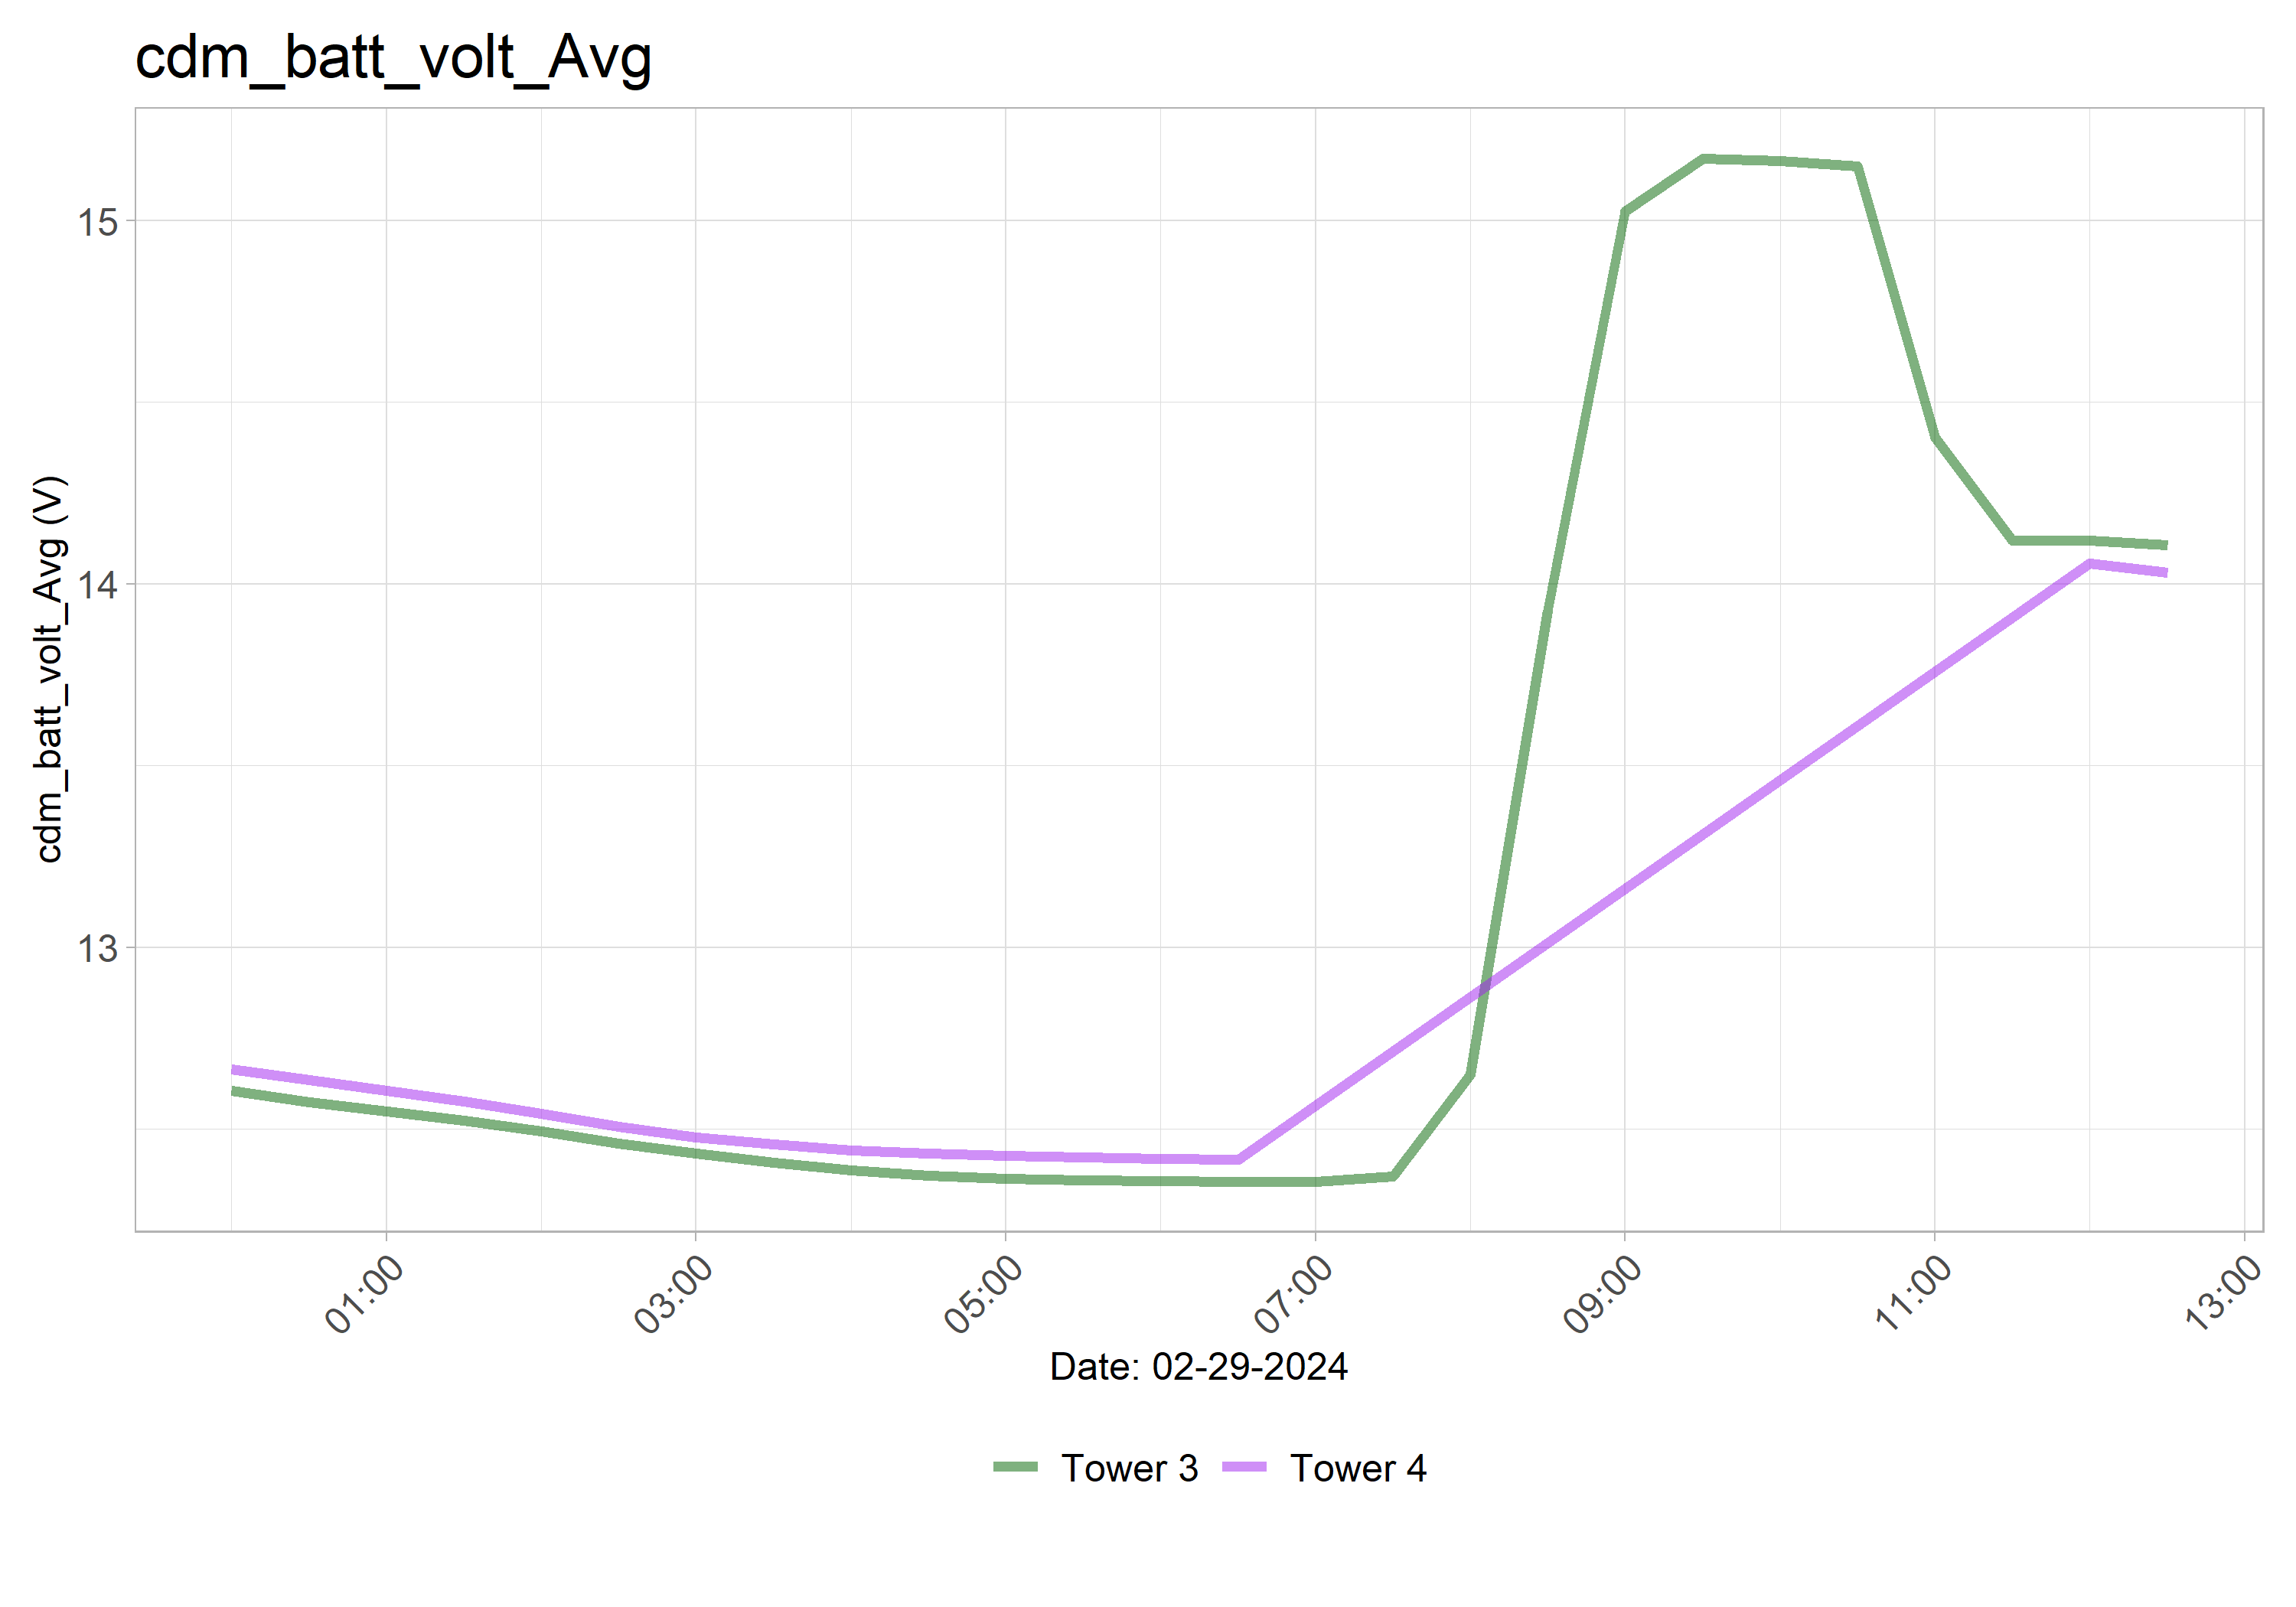 cdm_batt_volt_Avg
cdm_batt_volt_Avg (V)
15
14
13
01:00
03:00
05:00
07:00
09:00
11:00
13:00
Date: 02-29-2024
Tower 3
Tower 4